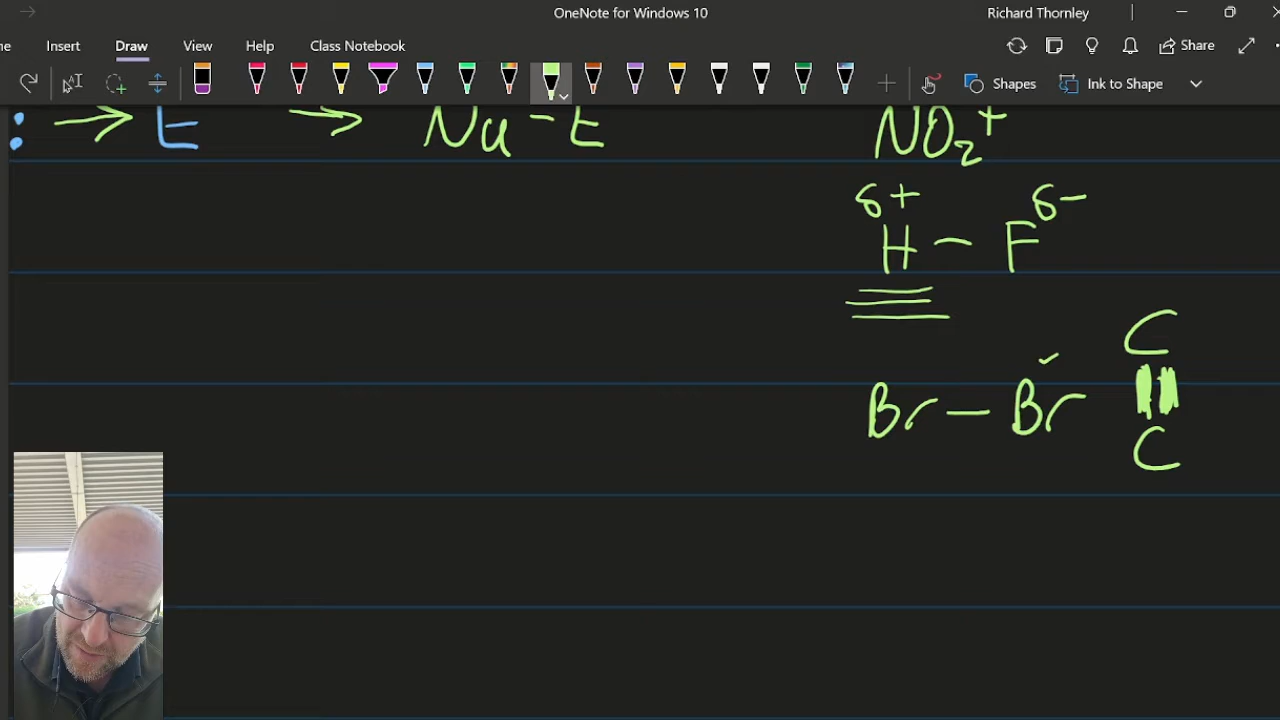 OneNote for Windows 10
Richard Thornley
Insert Draw View Help Class Notebook
Share
Shapes
Ink to Shape
: → E → Nu - E
NO₂⁺
δ+ δ-
H - F
C
Br - Br
C